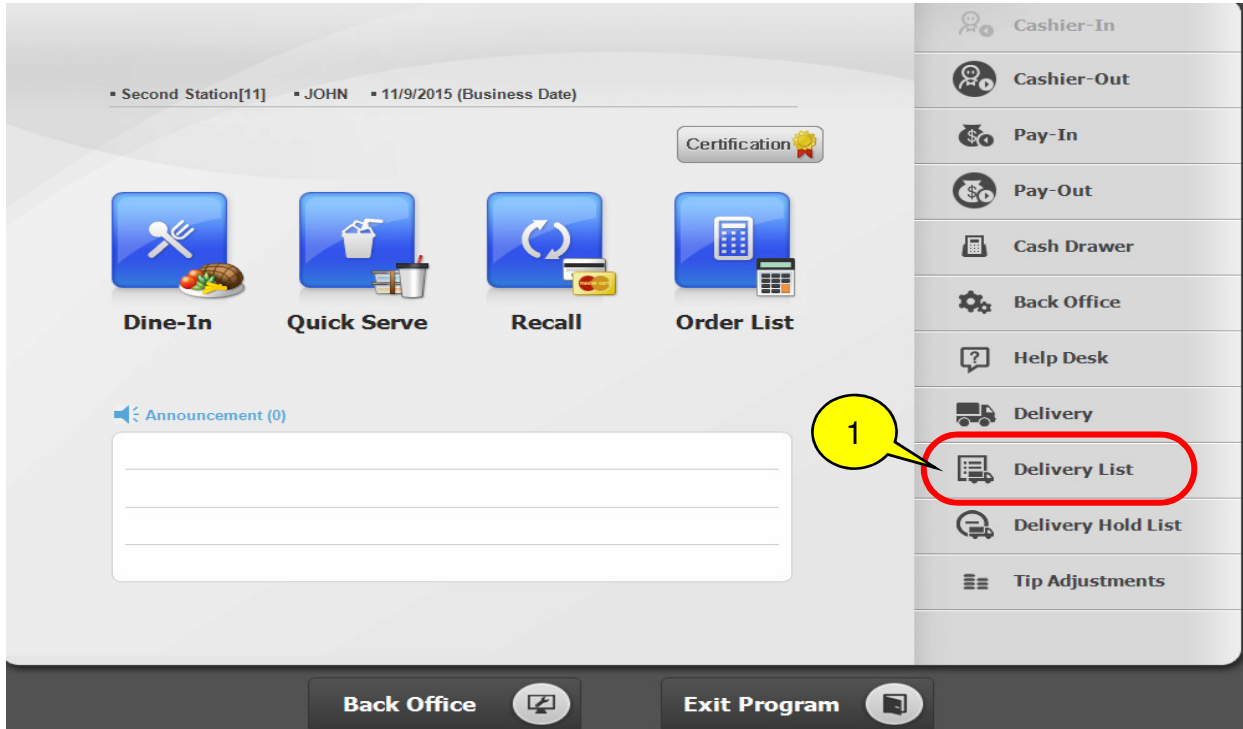 Cashier-In
Cashier-Out
Second Station[11] JOHN 11/9/2015 (Business Date)
Certification
Pay-In
Pay-Out
Cash Drawer
Back Office
Dine-In Quick Serve Recall Order List
Help Desk
Announcement (0)
Delivery
1
Delivery List
Delivery Hold List
Tip Adjustments
Back Office Exit Program